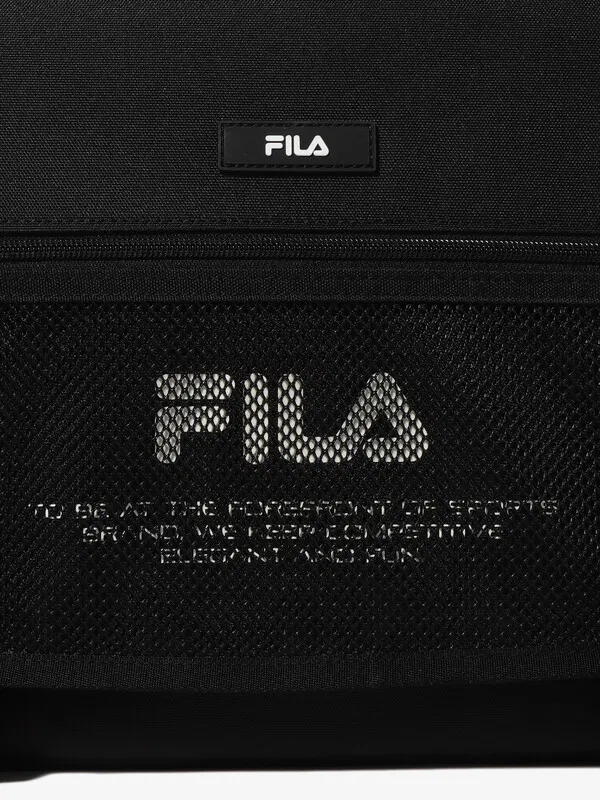 FILA
FILA
TO BE AT THE FOREFRONT OF SPORTS
BRAND, WE KEEP COMPETITIVE
ELEGANT AND FUN